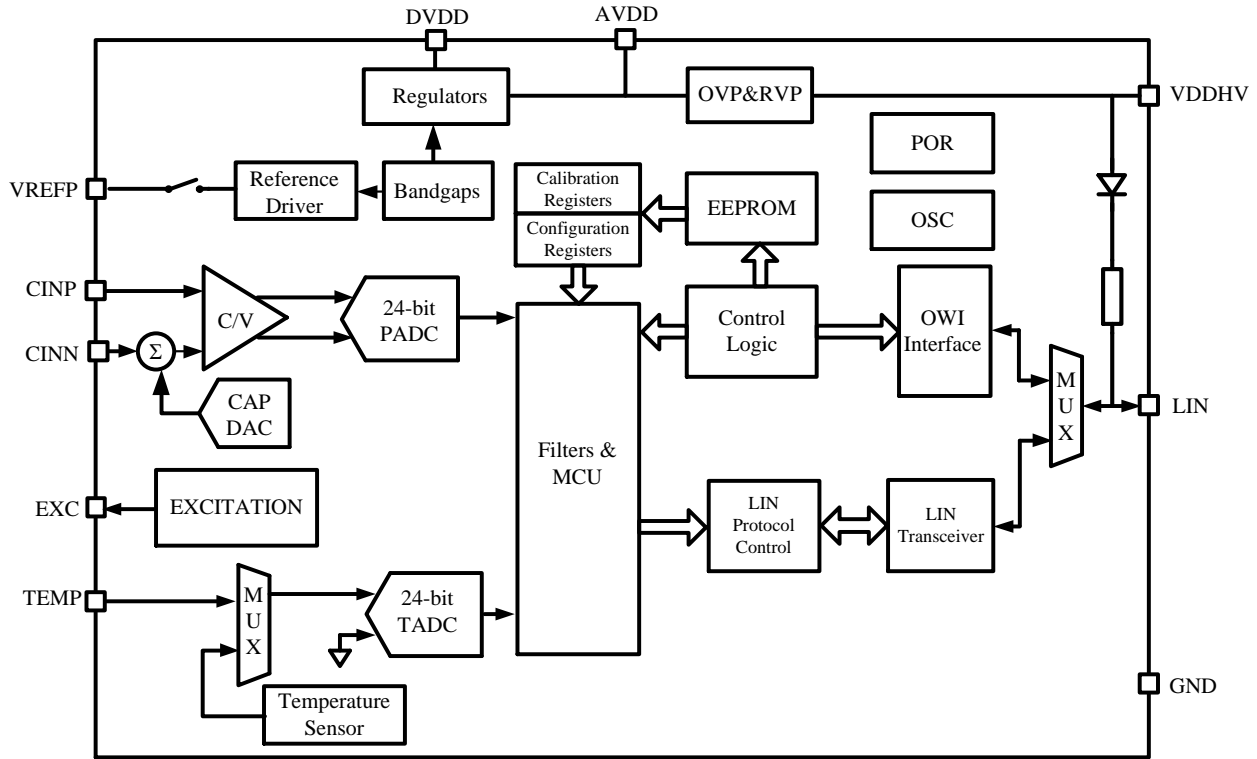 DVDD
AVDD
Regulators
OVP&RVP
VDDHV
POR
VREFP
Reference
Driver
Bandgaps
Calibration
Registers
Configuration
Registers
EEPROM
OSC
CINP
C/V
24-bit
PADC
Control
Logic
OWI
Interface
CINN
Σ
CAP
DAC
MUX
LIN
Filters &
MCU
EXC
EXCITATION
LIN
Protocol
Control
LIN
Transceiver
TEMP
MUX
24-bit
TADC
Temperature
Sensor
GND